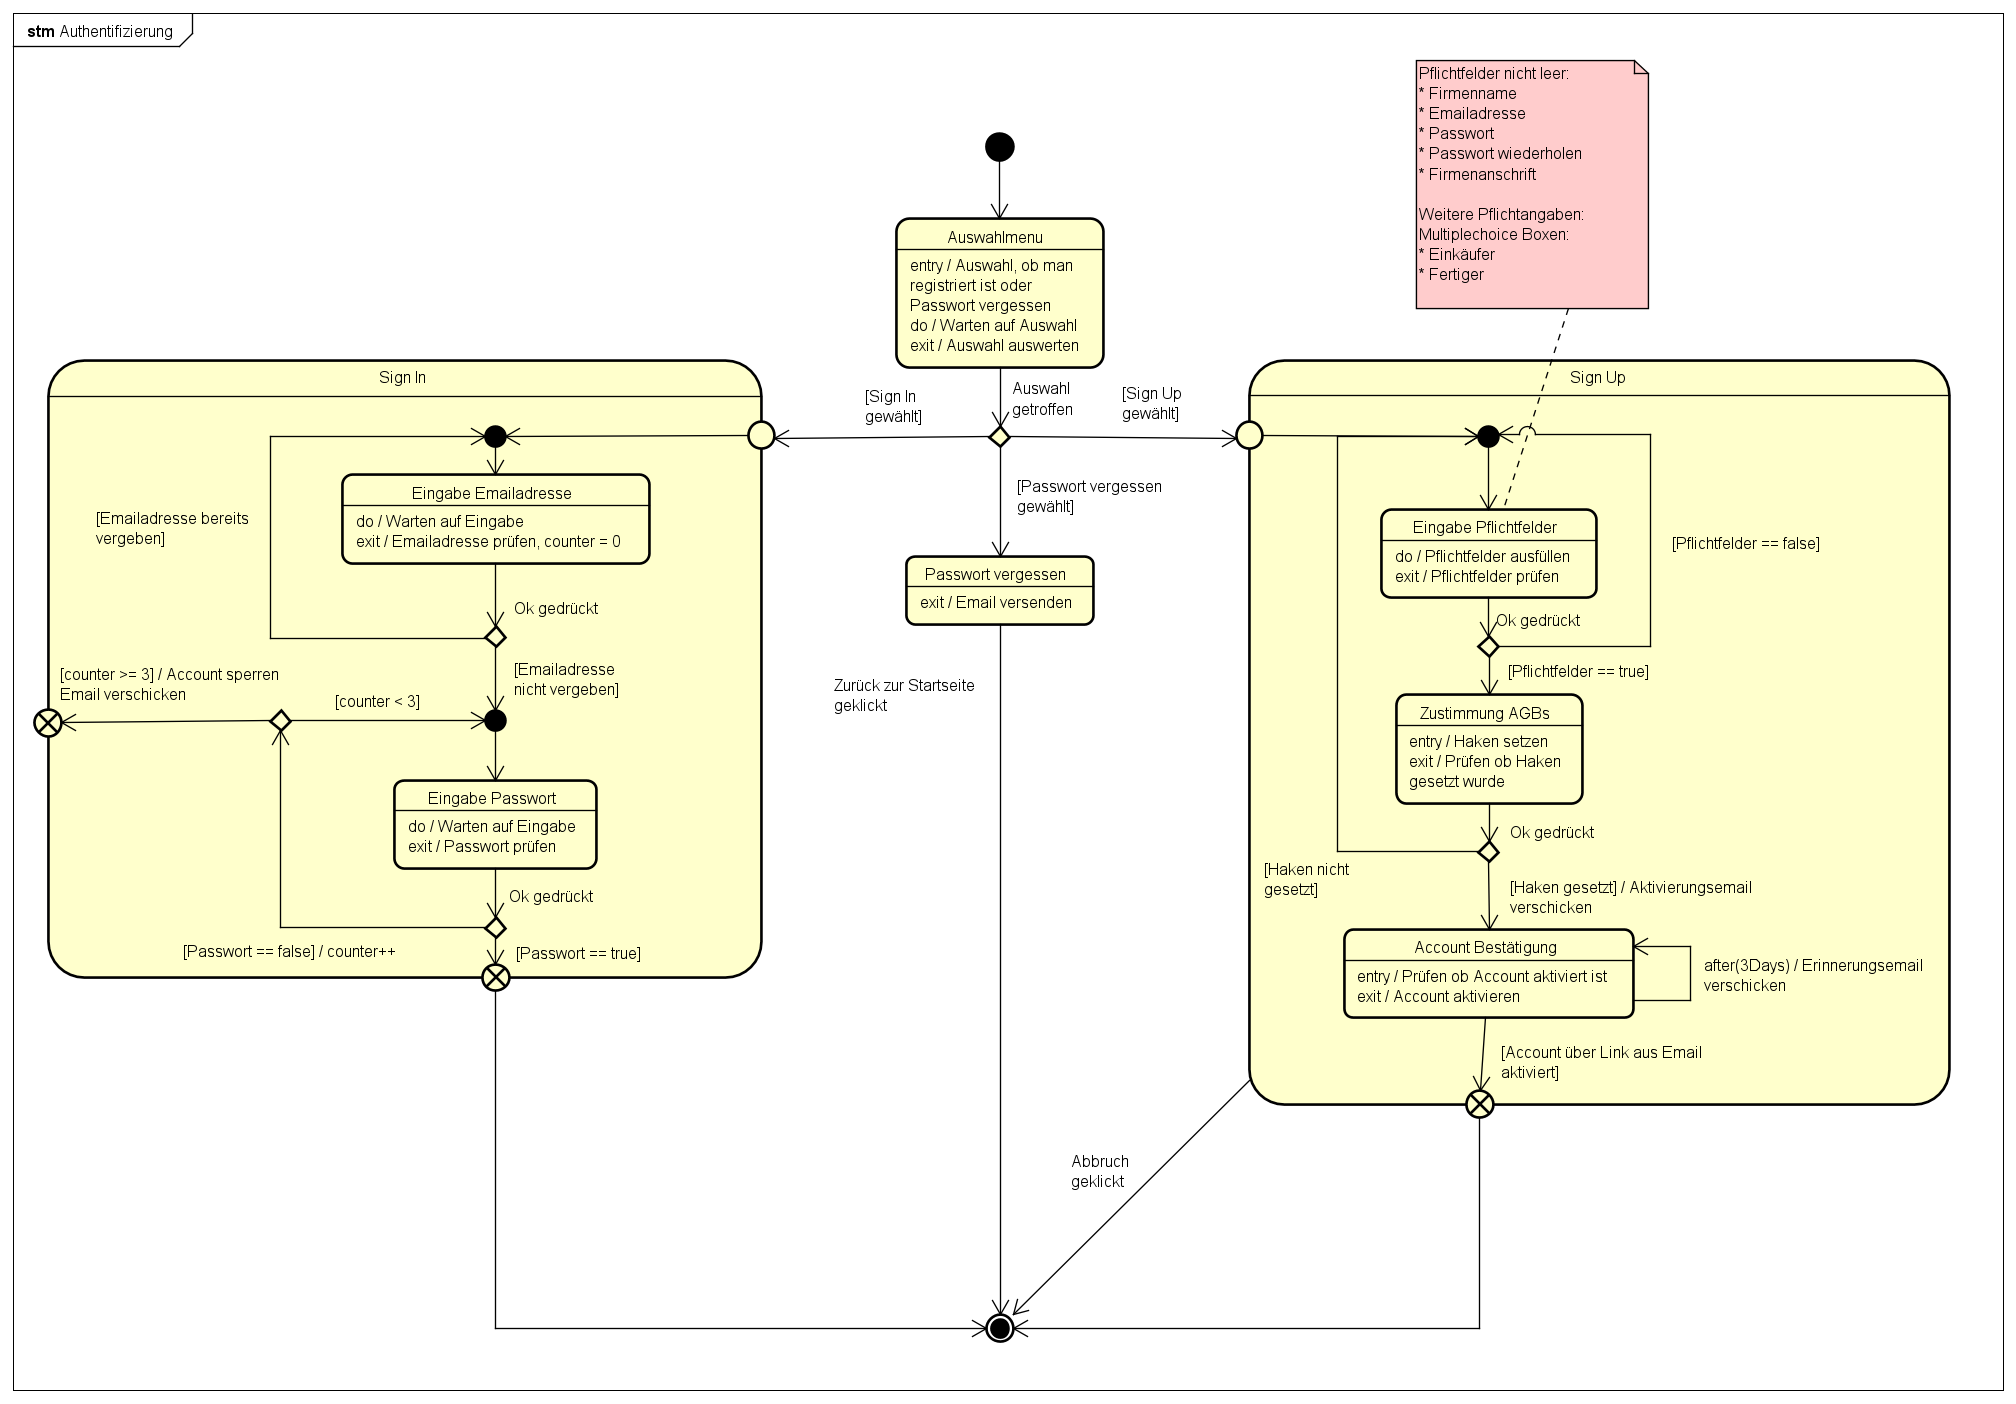 stm Authentifizierung
Pflichtfelder nicht leer:
* Firmenname
* Emailadresse
* Passwort
* Passwort wiederholen
* Firmenanschrift
Weitere Pflichtangaben:
Multiplechoice Boxen:
* Einkäufer
* Fertiger
Auswahlmenu
entry / Auswahl, ob man
registriert ist oder
Passwort vergessen
do / Warten auf Auswahl
exit / Auswahl auswerten
Auswahl
getroffen
[Sign In
gewählt]
[Sign Up
gewählt]
[Passwort vergessen
gewählt]
Passwort vergessen
exit / Email versenden
Zurück zur Startseite
geklickt
Sign In
Eingabe Emailadresse
do / Warten auf Eingabe
exit / Emailadresse prüfen, counter = 0
[Emailadresse bereits
vergeben]
Ok gedrückt
[Emailadresse
nicht vergeben]
[counter >= 3] / Account sperren
Email verschicken
[counter < 3]
Eingabe Passwort
do / Warten auf Eingabe
exit / Passwort prüfen
Ok gedrückt
[Passwort == false] / counter++
[Passwort == true]
Sign Up
Eingabe Pflichtfelder
do / Pflichtfelder ausfüllen
exit / Pflichtfelder prüfen
[Pflichtfelder == false]
Ok gedrückt
[Pflichtfelder == true]
Zustimmung AGBs
entry / Haken setzen
exit / Prüfen ob Haken
gesetzt wurde
Ok gedrückt
[Haken nicht
gesetzt]
[Haken gesetzt] / Aktivierungsemail
verschicken
Account Bestätigung
entry / Prüfen ob Account aktiviert ist
exit / Account aktivieren
after(3Days) / Erinnerungsemail
verschicken
[Account über Link aus Email
aktiviert]
Abbruch
geklickt